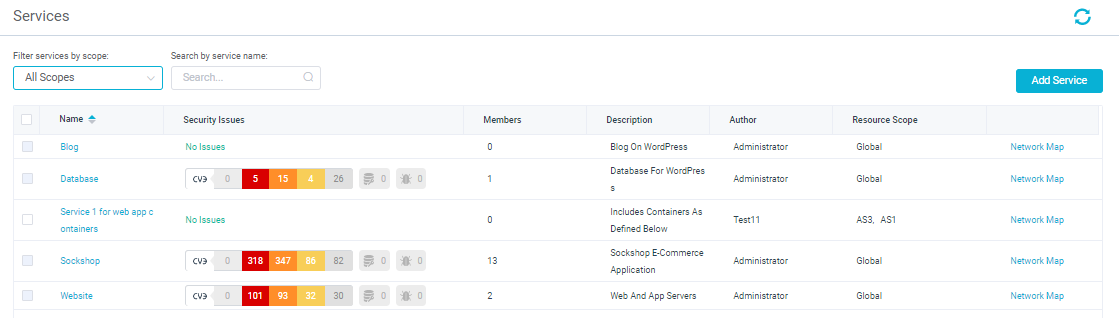 Services
Filter services by scope:
Search by service name:
All Scopes
Search...
Add Service
Name Security Issues Members Description Author Resource Scope
Blog No Issues 0 Blog On WordPress Administrator Global Network Map
Database CVE 0 5 15 4 26 0 0 1 Database For WordPres
s Administrator Global Network Map
Service 1 for web app c
ontainers No Issues 0 Includes Containers As
Defined Below Test11 AS3, AS1 Network Map
Sockshop CVE 0 318 347 86 82 0 0 13 Sockshop E-Commerce
Application Administrator Global Network Map
Website CVE 0 101 93 32 30 0 0 2 Web And App Servers Administrator Global Network Map